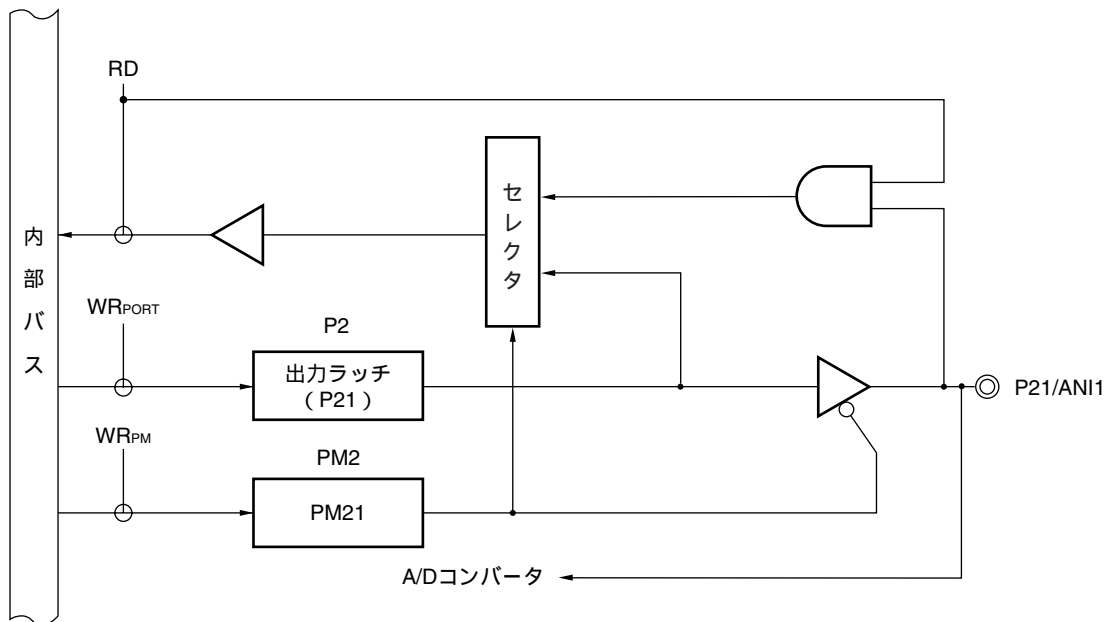 RD
セレクタ
内部バス
WRPORT
P2
出力ラッチ
（P21）
P21/ANI1
WRPM
PM2
PM21
A/Dコンバータ